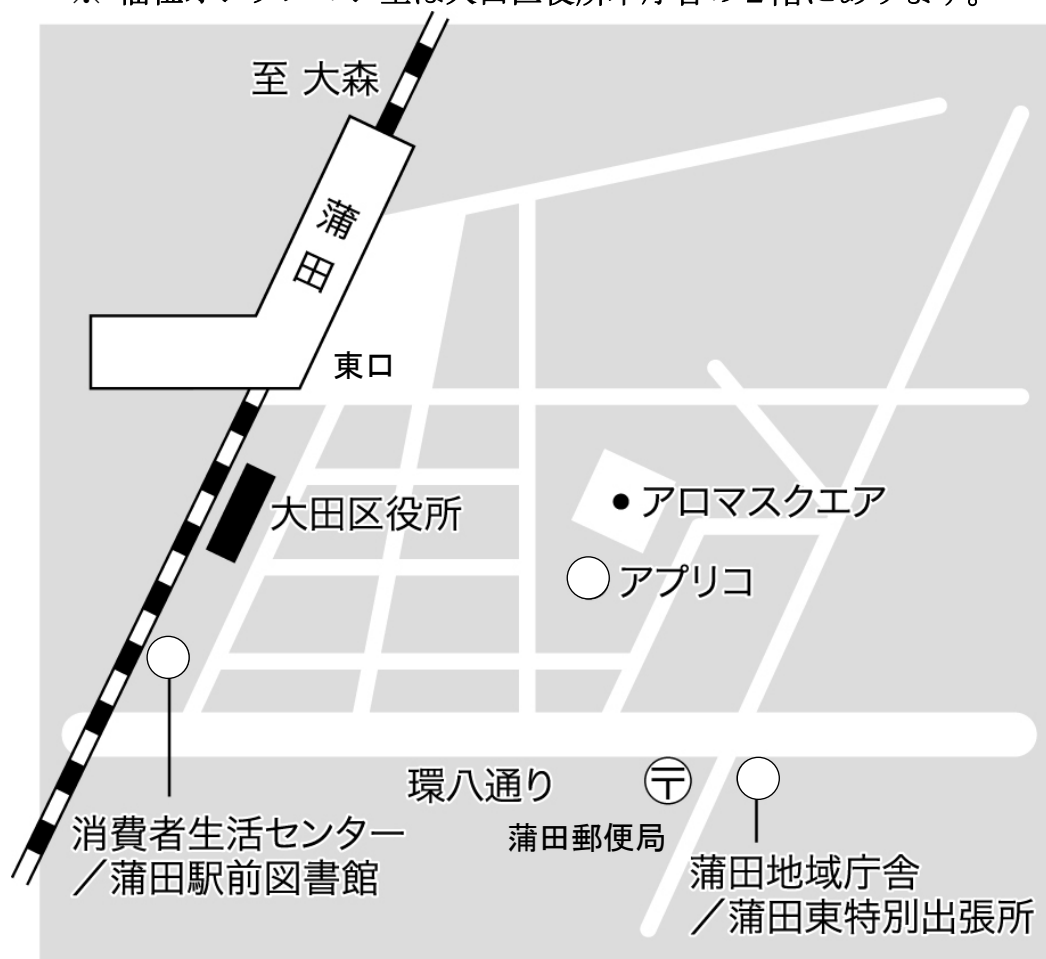 至 大森
蒲田
東口
大田区役所
アロマスクエア
アプリコ
環八通り
〒
蒲田郵便局
消費者生活センター
／蒲田駅前図書館
蒲田地域庁舎
／蒲田東特別出張所